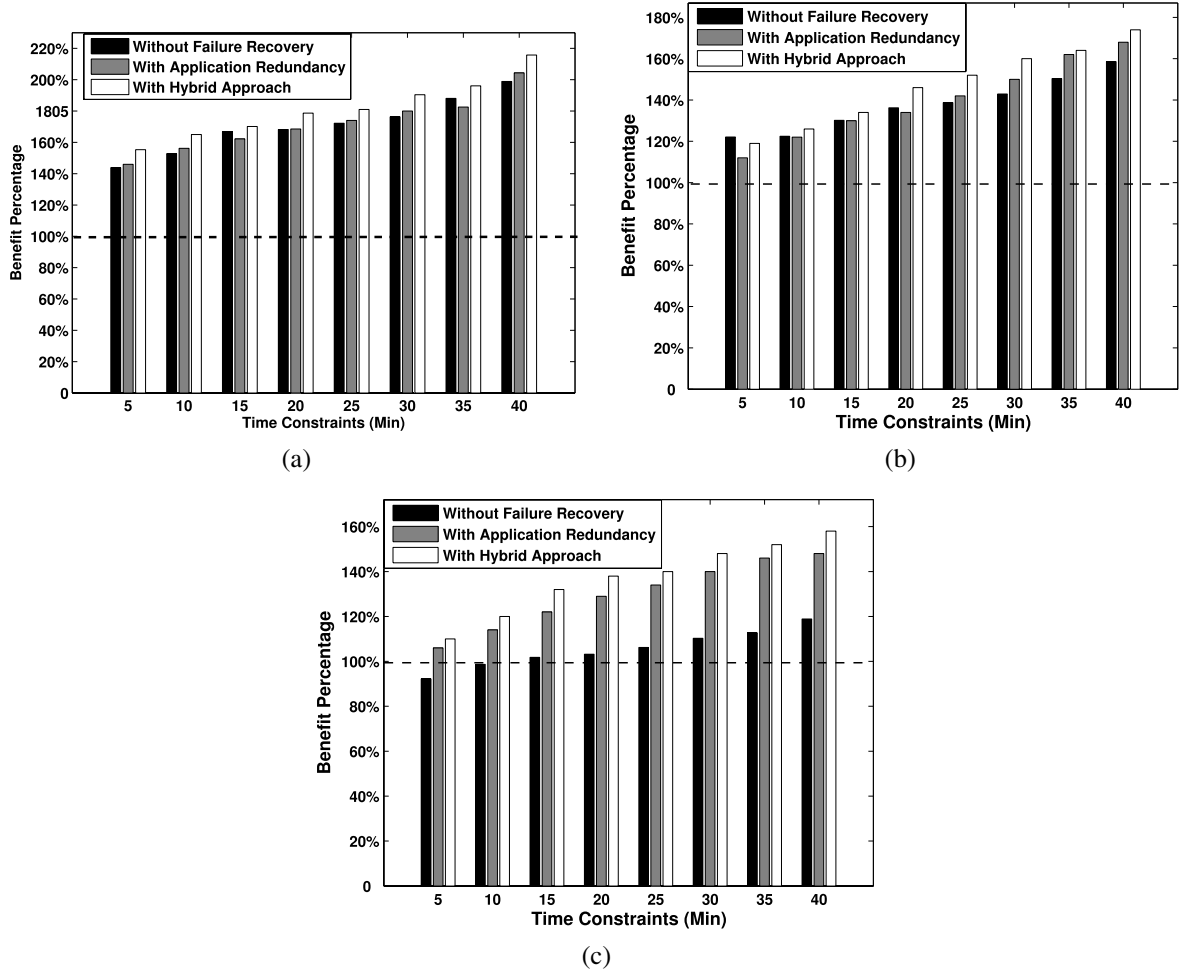 220%
200%
1805
160%
140%
120%
100%
80%
60%
40%
20%
0
Benefit Percentage
Without Failure Recovery
With Application Redundancy
With Hybrid Approach
5 10 15 20 25 30 35 40
Time Constraints (Min)
(a)
180%
160%
140%
120%
100%
80%
60%
40%
20%
0
Benefit Percentage
Without Failure Recovery
With Application Redundancy
With Hybrid Approach
5 10 15 20 25 30 35 40
Time Constraints (Min)
(b)
160%
140%
120%
100%
80%
60%
40%
20%
0
Benefit Percentage
Without Failure Recovery
With Application Redundancy
With Hybrid Approach
5 10 15 20 25 30 35 40
Time Constraints (Min)
(c)